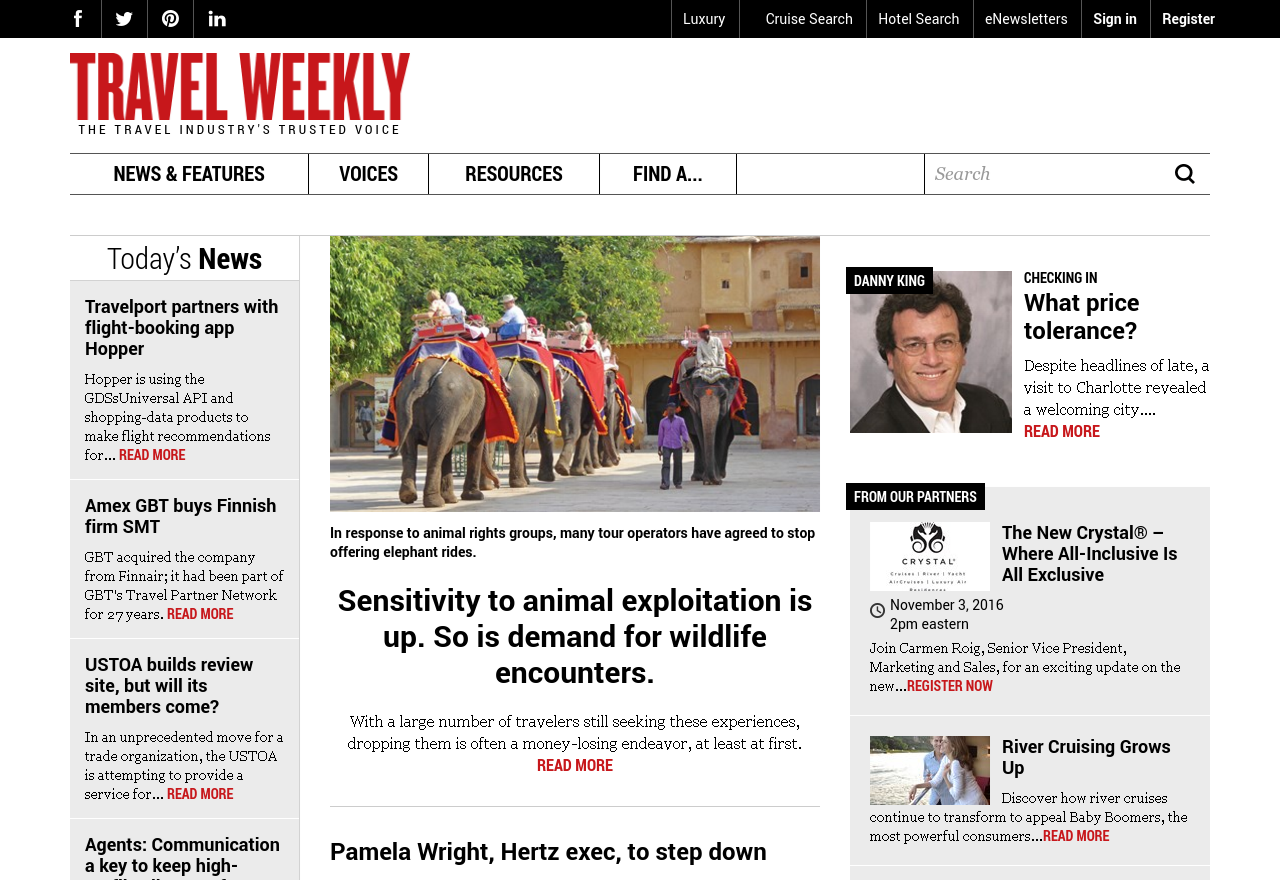 Luxury
Cruise Search
Hotel Search
eNewsletters
Sign in
Register
TRAVEL WEEKLY
THE TRAVEL INDUSTRY'S TRUSTED VOICE
NEWS & FEATURES
VOICES
RESOURCES
FIND A...
Search
Today's News
Travelport partners with
flight-booking app
Hopper
Hopper is using the
GDSsUniversal API and
shopping-data products to
make flight recommendations
for... READ MORE
Amex GBT buys Finnish
firm SMT
GBT acquired the company
from Finnair; it had been part of
GBT's Travel Partner Network
for 27 years. READ MORE
USTOA builds review
site, but will its
members come?
In an unprecedented move for a
trade organization, the USTOA
is attempting to provide a
service for... READ MORE
Agents: Communication
a key to keep high-
In response to animal rights groups, many tour operators have agreed to stop
offering elephant rides.
Sensitivity to animal exploitation is
up. So is demand for wildlife
encounters.
With a large number of travelers still seeking these experiences,
dropping them is often a money-losing endeavor, at least at first.
READ MORE
Pamela Wright, Hertz exec, to step down
DANNY KING
CHECKING IN
What price
tolerance?
Despite headlines of late, a
visit to Charlotte revealed
a welcoming city....
READ MORE
FROM OUR PARTNERS
CRYSTAL
Cruises | River | Yacht
AirCruises | Luxury Air
Residences
The New Crystal® –
Where All-Inclusive Is
All Exclusive
November 3, 2016
2pm eastern
Join Carmen Roig, Senior Vice President,
Marketing and Sales, for an exciting update on the
new...REGISTER NOW
River Cruising Grows
Up
Discover how river cruises
continue to transform to appeal Baby Boomers, the
most powerful consumers...READ MORE